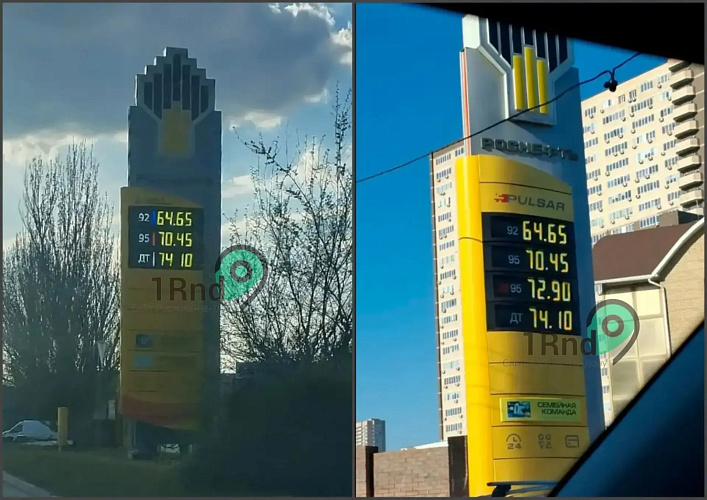 92 64.65
95 70.45
ДТ 74 10
1Rnd
РОСНЕФТЬ
PULSAR
92 64.65
95 70.45
95 72.90
ДТ 74.10
1Rnd
СЕМЕЙНАЯ
КОМАНДА
24